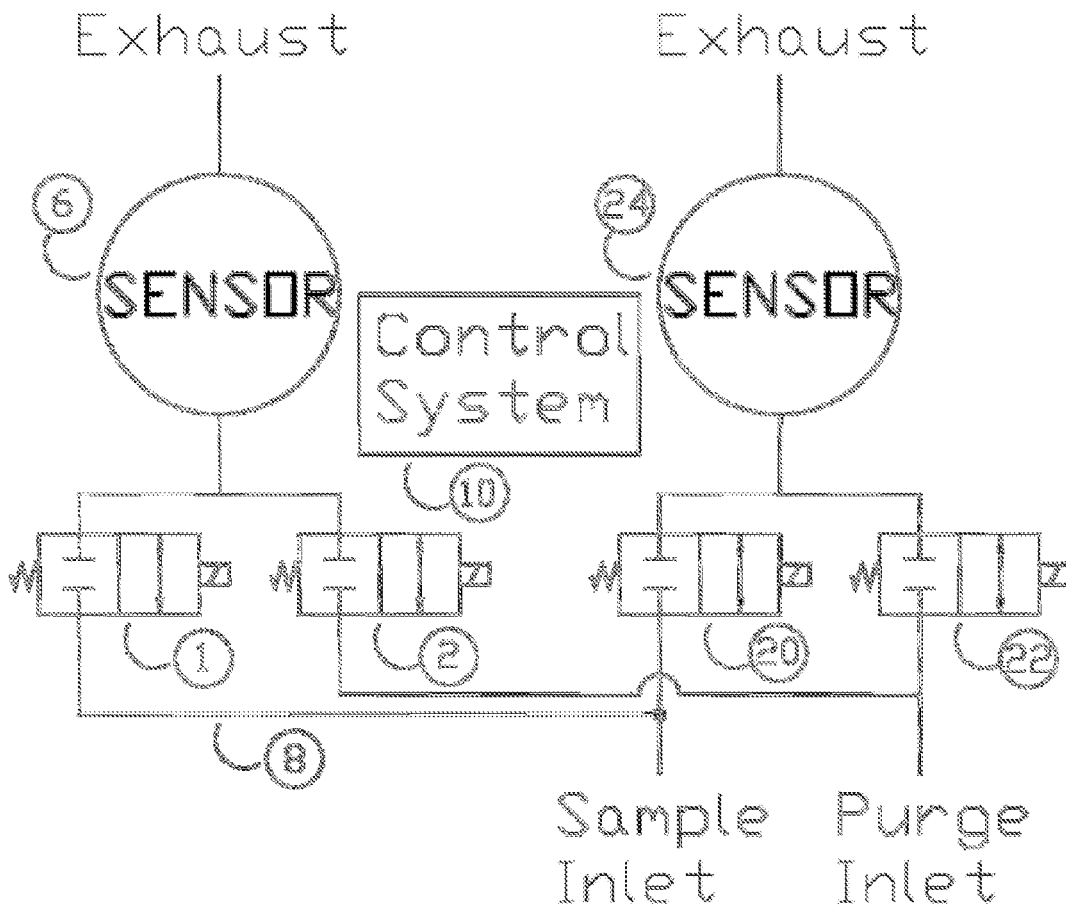 Exhaust Exhaust
6 24
SENSOR SENSOR
Control
System
10
1 2 20 22
8
Sample Purge
Inlet Inlet